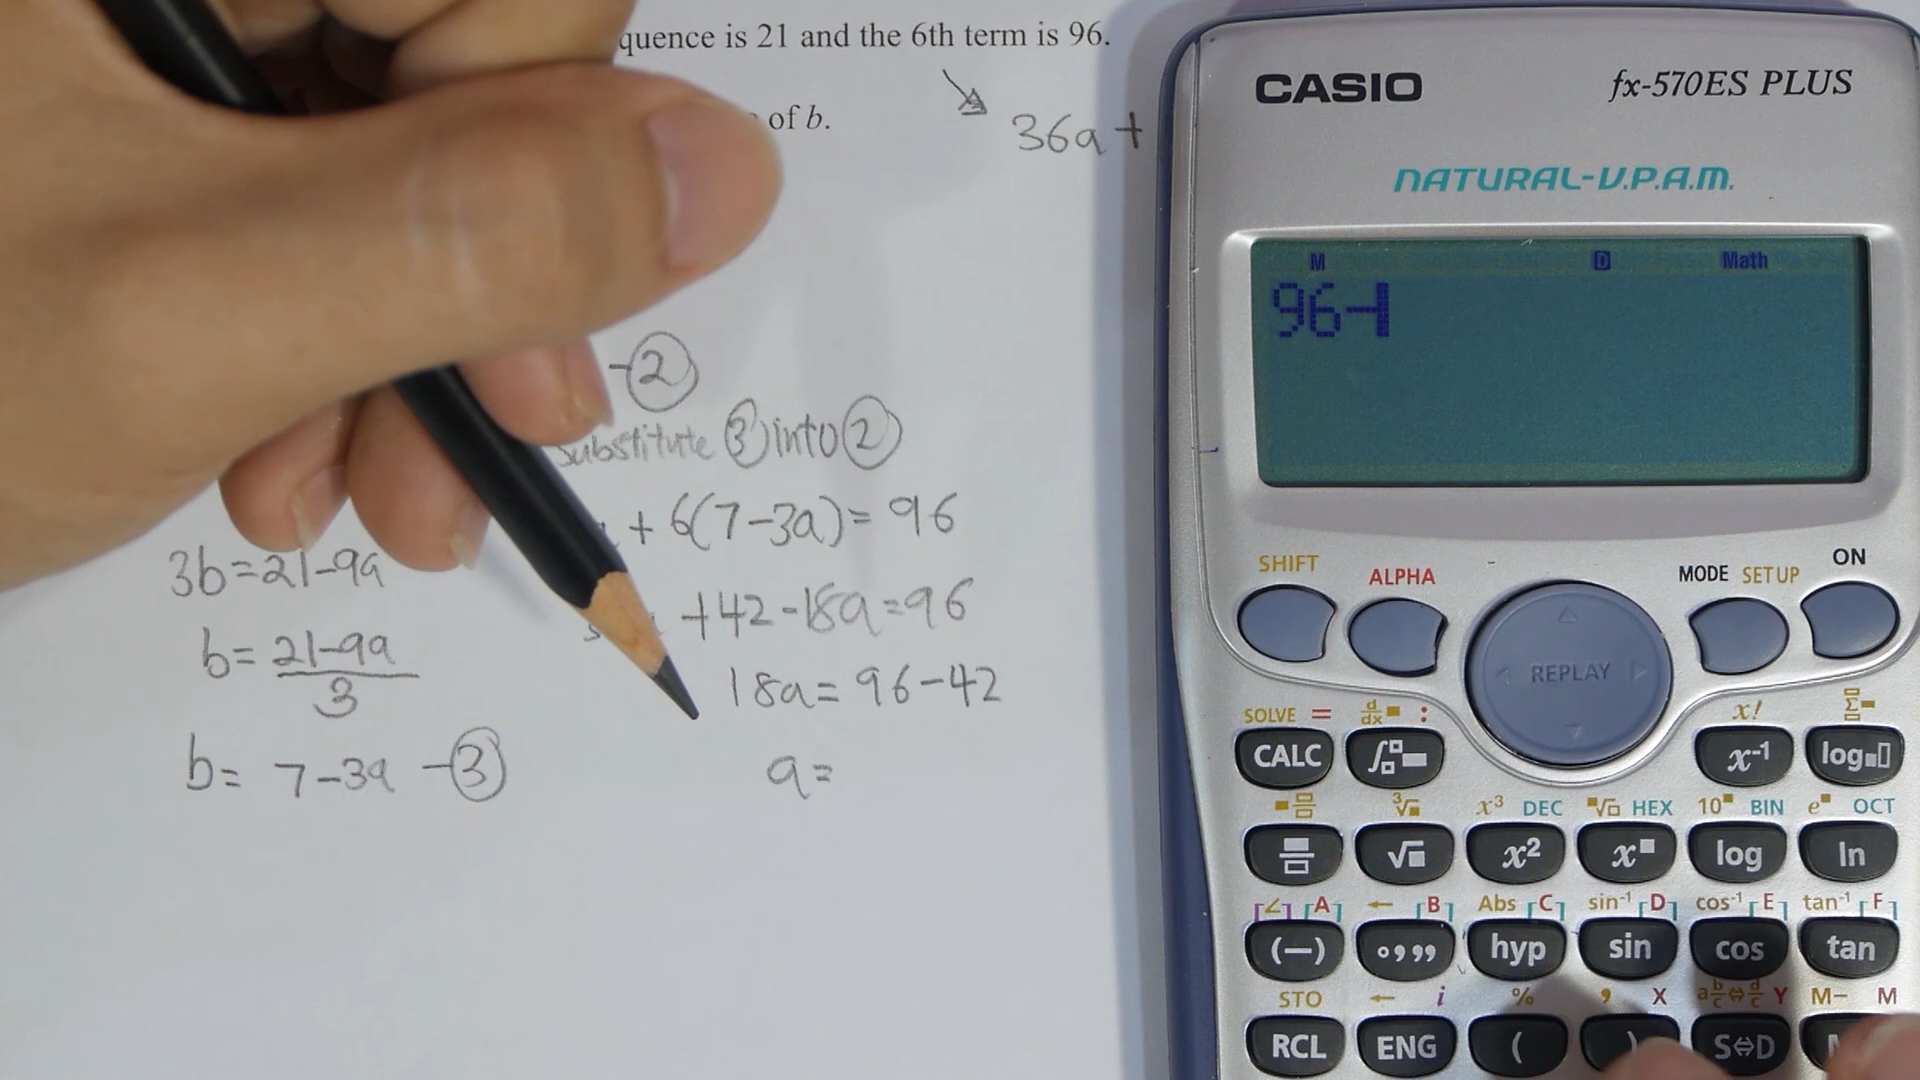 quence is 21 and the 6th term is 96.
of b.
36a +
-②
Substitute ③ into ②
+ 6(7-3a) = 96
+42-18a=96
18a= 96-42
a=
3b=21-9a
b= 21-9a
3
b= 7-3a -③
CASIO fx-570ES PLUS
NATURAL-V.P.A.M.
M D Math
96-
SHIFT ALPHA MODE SETUP ON
REPLAY
SOLVE = d/dx■ : x! Σ
CALC ∫ x⁻¹ log
³√ x³ DEC ■√ HEX 10■ BIN e■ OCT
√■ x² x■ log ln
∠ A ← B Abs C sin⁻¹ D cos⁻¹ E tan⁻¹ F
(−) °,,, hyp sin cos tan
STO ← i % , X a b/c⇔d/c Y M− M
RCL ENG ( ) S⇔D M